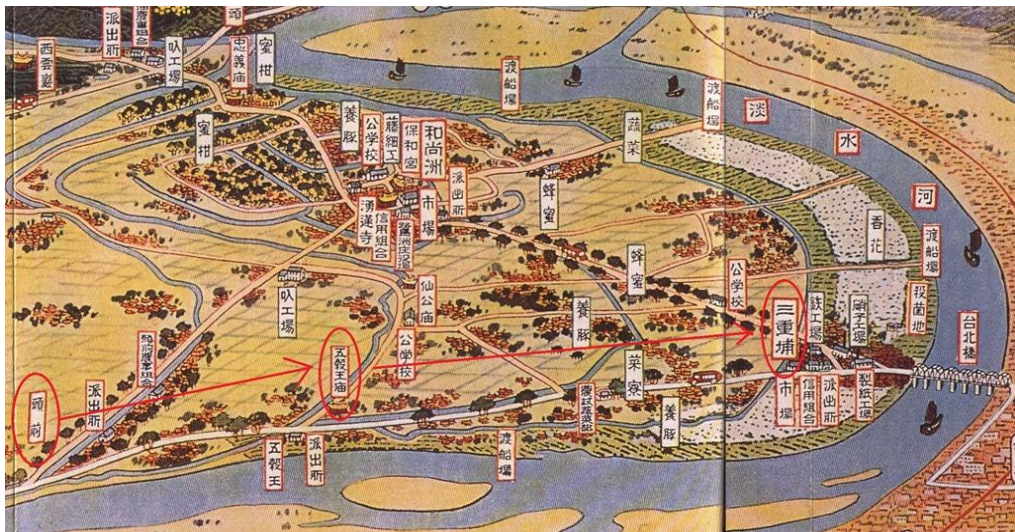 西雲巖
派出所
叺工場
忠義庙
蜜柑
蜜柑
養豚
公学校
藤細工
保和宮
和尚洲
派出所
市場
湧蓮寺
信用組合
渡船場
蔬菜
渡船場
淡
水
河
蜂蜜
香花
渡船場
叺工場
仙公庙
公学校
養豚
蜂蜜
公学校
三重埔
鉄工場
硝子工場
殺菌地
台北橋
頭前
派出所
五穀王庙
五穀王
派出所
渡船場
菜寮
養豚
市場
信用組合
派出所
製紙工場